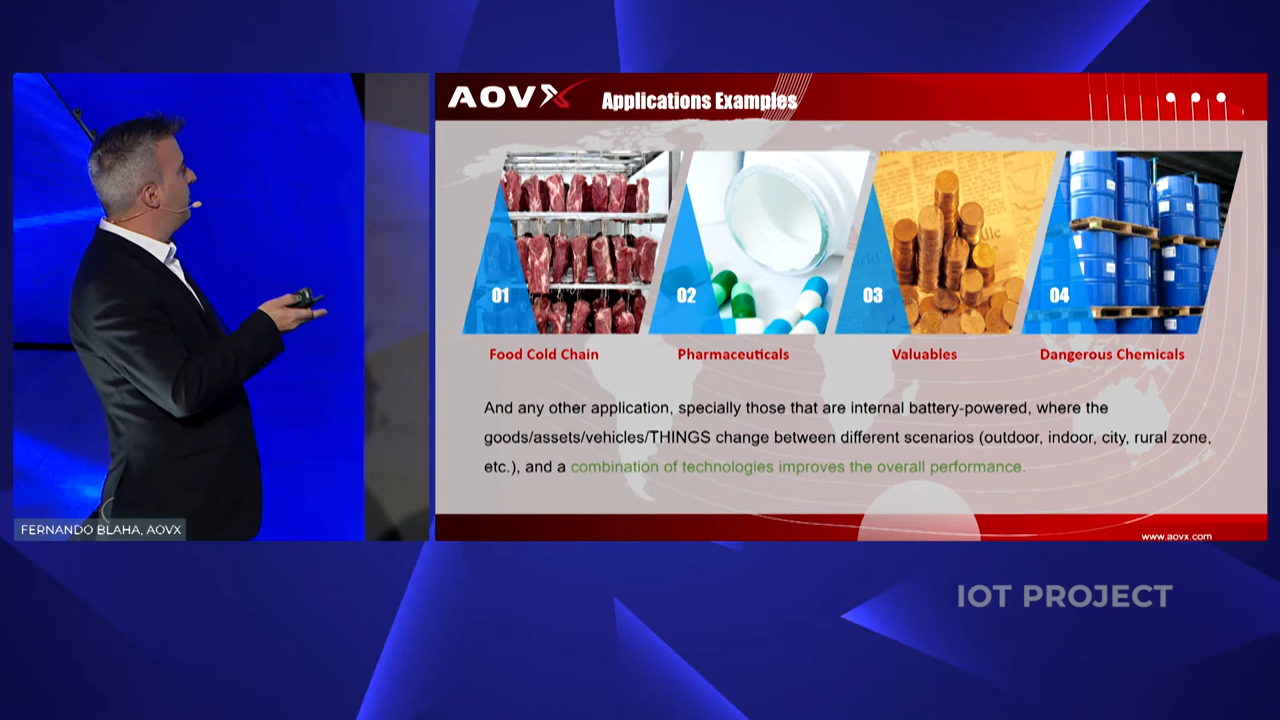 AOVX
Applications Examples
01
02
03
04
Food Cold Chain
Pharmaceuticals
Valuables
Dangerous Chemicals
And any other application, specially those that are internal battery-powered, where the
goods/assets/vehicles/THINGS change between different scenarios (outdoor, indoor, city, rural zone,
etc.), and a combination of technologies improves the overall performance.
www.aovx.com
FERNANDO BLAHA, AOVX
IOT PROJECT